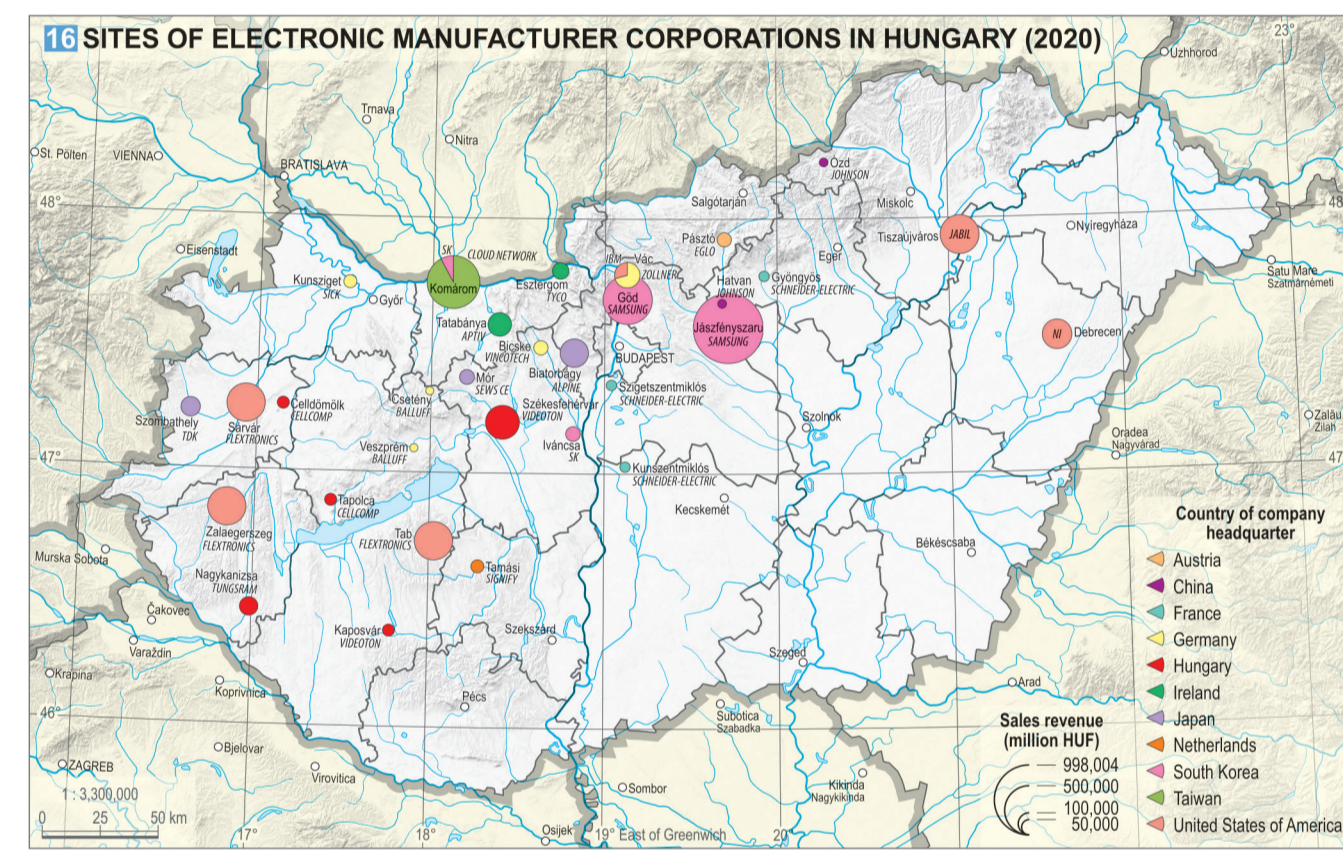 16 SITES OF ELECTRONIC MANUFACTURER CORPORATIONS IN HUNGARY (2020)
23°
Uzhhorod
Trnava
Nitra
St. Pölten
VIENNA
BRATISLAVA
Ózd
JOHNSON
Salgótarján
Miskolc
48°
48
Nyíregyháza
Tiszaújváros
JABIL
Pásztó
EGLO
Eisenstadt
SK
CLOUD NETWORK
Eger
IBM
Vác
ZOLLNER
Satu Mare
Szatmárnémeti
Kunsziget
SICK
Győr
Komárom
Esztergom
TYCO
Hatvan
JOHNSON
Gyöngyös
SCHNEIDER-ELECTRIC
Göd
SAMSUNG
Jászfényszaru
SAMSUNG
Tatabánya
APTIV
NI
Debrecen
Bicske
VINCOTECH
BUDAPEST
Biatorbágy
ALPINE
Mór
SEWS CE
Szigetszentmiklós
SCHNEIDER-ELECTRIC
Csetény
BALLUFF
Celldömölk
CELLCOMP
Székesfehérvár
VIDEOTON
Szombathely
TDK
Sárvár
FLEXTRONICS
Szolnok
Zalău
Zilah
Oradea
Nagyvárad
Veszprém
BALLUFF
Iváncsa
SK
47°
47
Kunszentmiklós
SCHNEIDER-ELECTRIC
Tapolca
CELLCOMP
Kecskemét
Zalaegerszeg
FLEXTRONICS
Tab
FLEXTRONICS
Békéscsaba
Murska Sobota
Nagykanizsa
TUNGSRAM
Tamási
SIGNIFY
Čakovec
Kaposvár
VIDEOTON
Szekszárd
Varaždin
Szeged
Krapina
Koprivnica
Arad
Pécs
46°
Subotica
Szabadka
Bjelovar
ZAGREB
Virovitica
Sombor
Kikinda
Nagykikinda
Osijek
1 : 3,300,000
0 25 50 km
17°
18°
19° East of Greenwich
20°
Country of company
headquarter
Austria
China
France
Germany
Hungary
Ireland
Japan
Netherlands
South Korea
Taiwan
United States of America
Sales revenue
(million HUF)
998,004
500,000
100,000
50,000